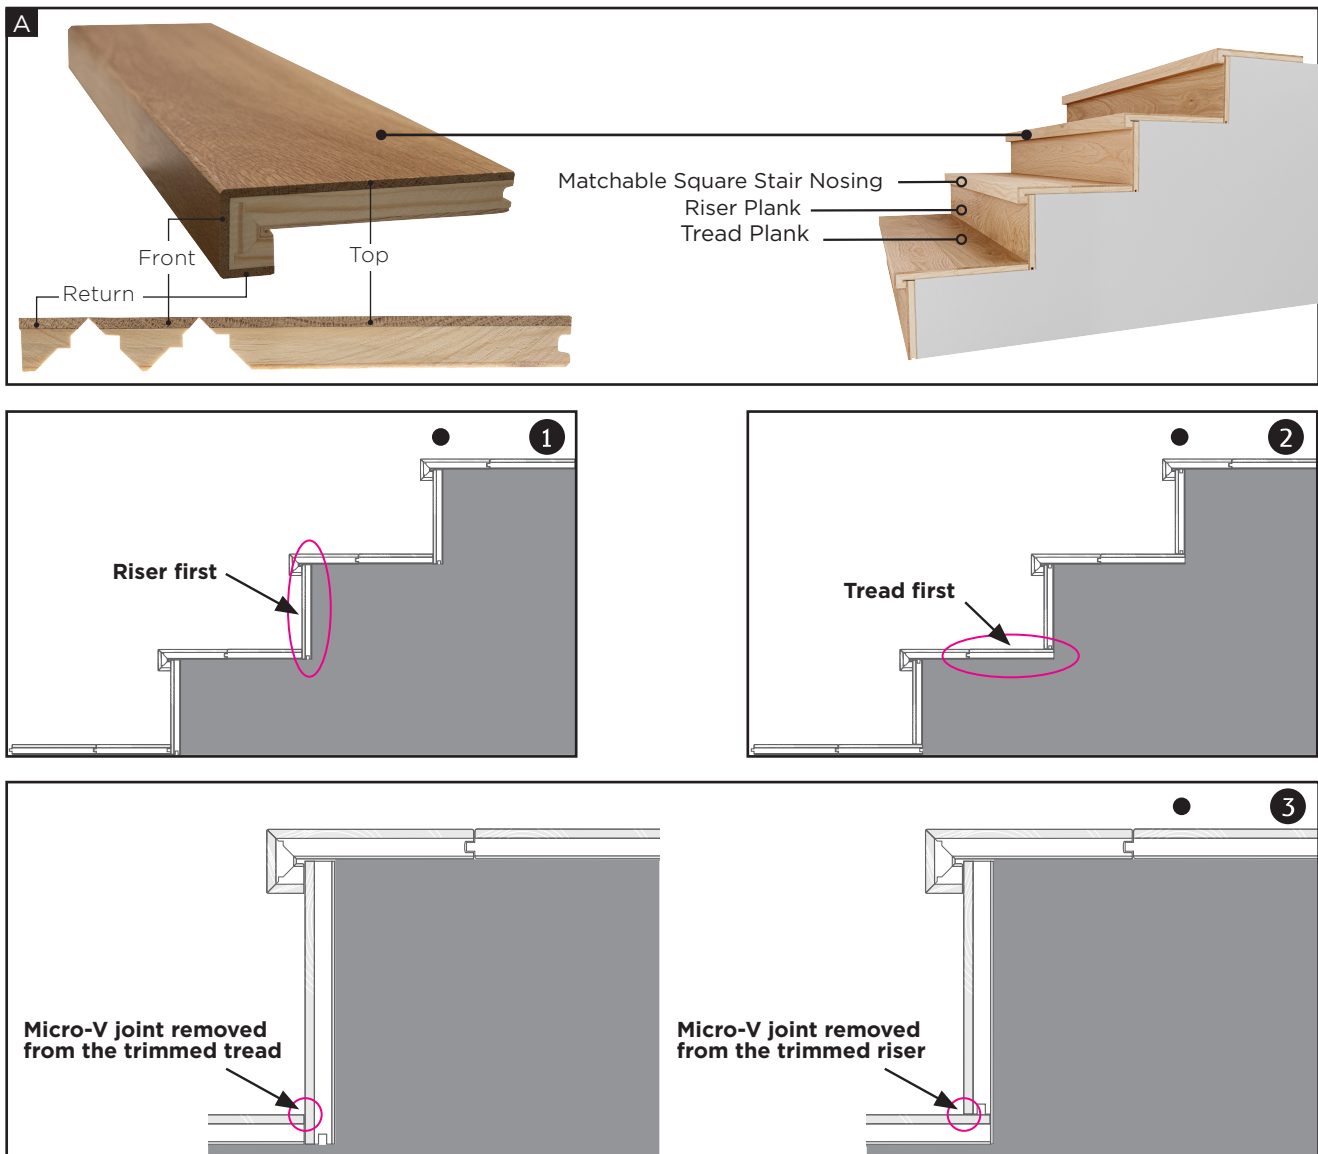 A
Matchable Square Stair Nosing
Riser Plank
Tread Plank
Front
Top
Return
1
Riser first
2
Tread first
3
Micro-V joint removed
from the trimmed tread
Micro-V joint removed
from the trimmed riser